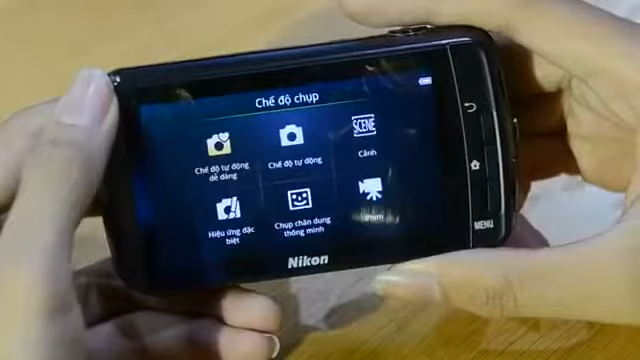 Chế độ chụp
Chế độ tự động
dễ dàng
Chế độ tự động
SCENE
Cảnh
Hiệu ứng đặc
biệt
Chụp chân dung
thông minh
Nikon
MENU